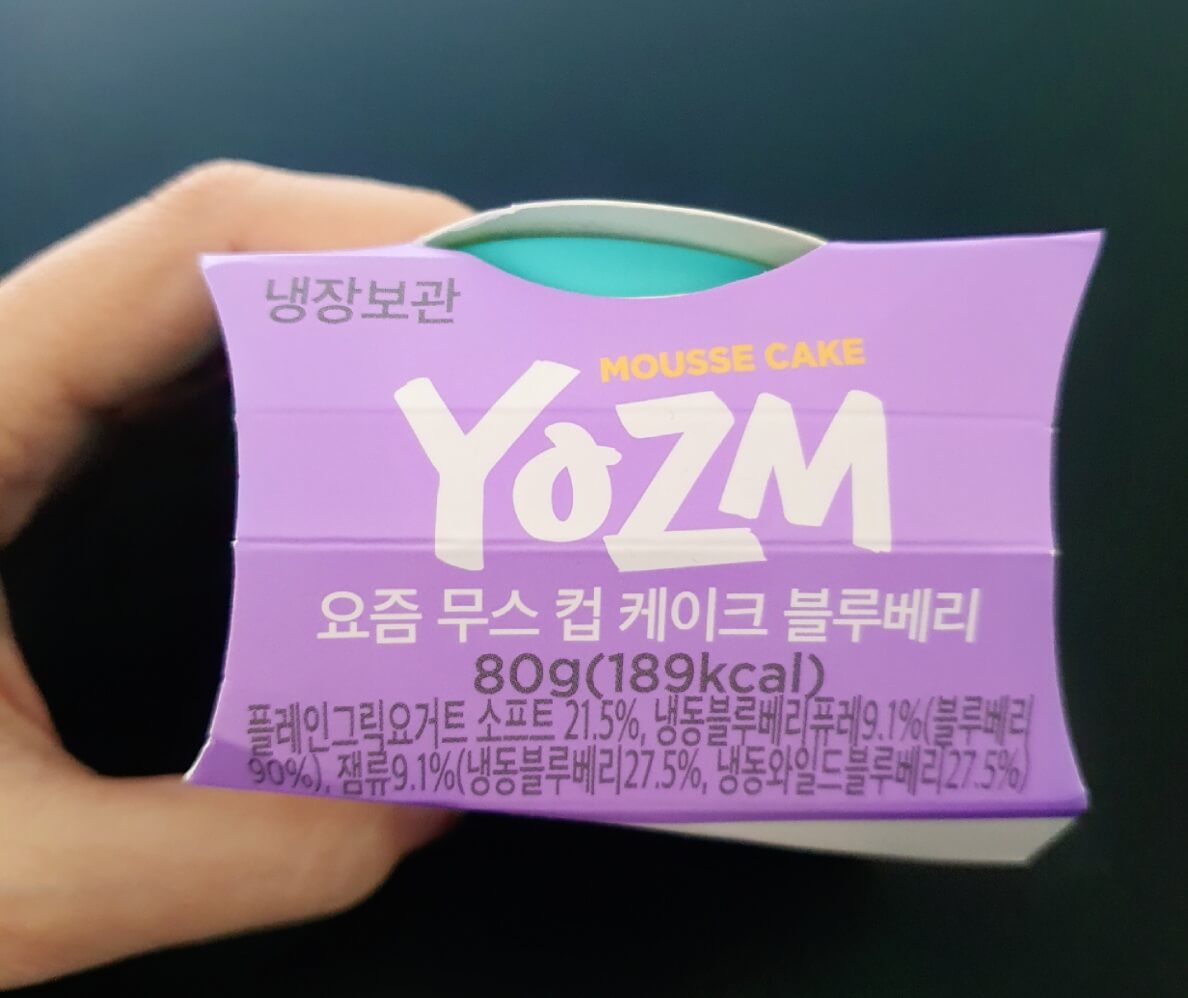 냉장보관
MOUSSE CAKE
YoZM
요즘 무스 컵 케이크 블루베리
80g(189kcal)
플레인그릭요거트 소프트 21.5%, 냉동블루베리퓨레9.1%(블루베리
90%), 잼류9.1%(냉동블루베리27.5%, 냉동와일드블루베리27.5%)